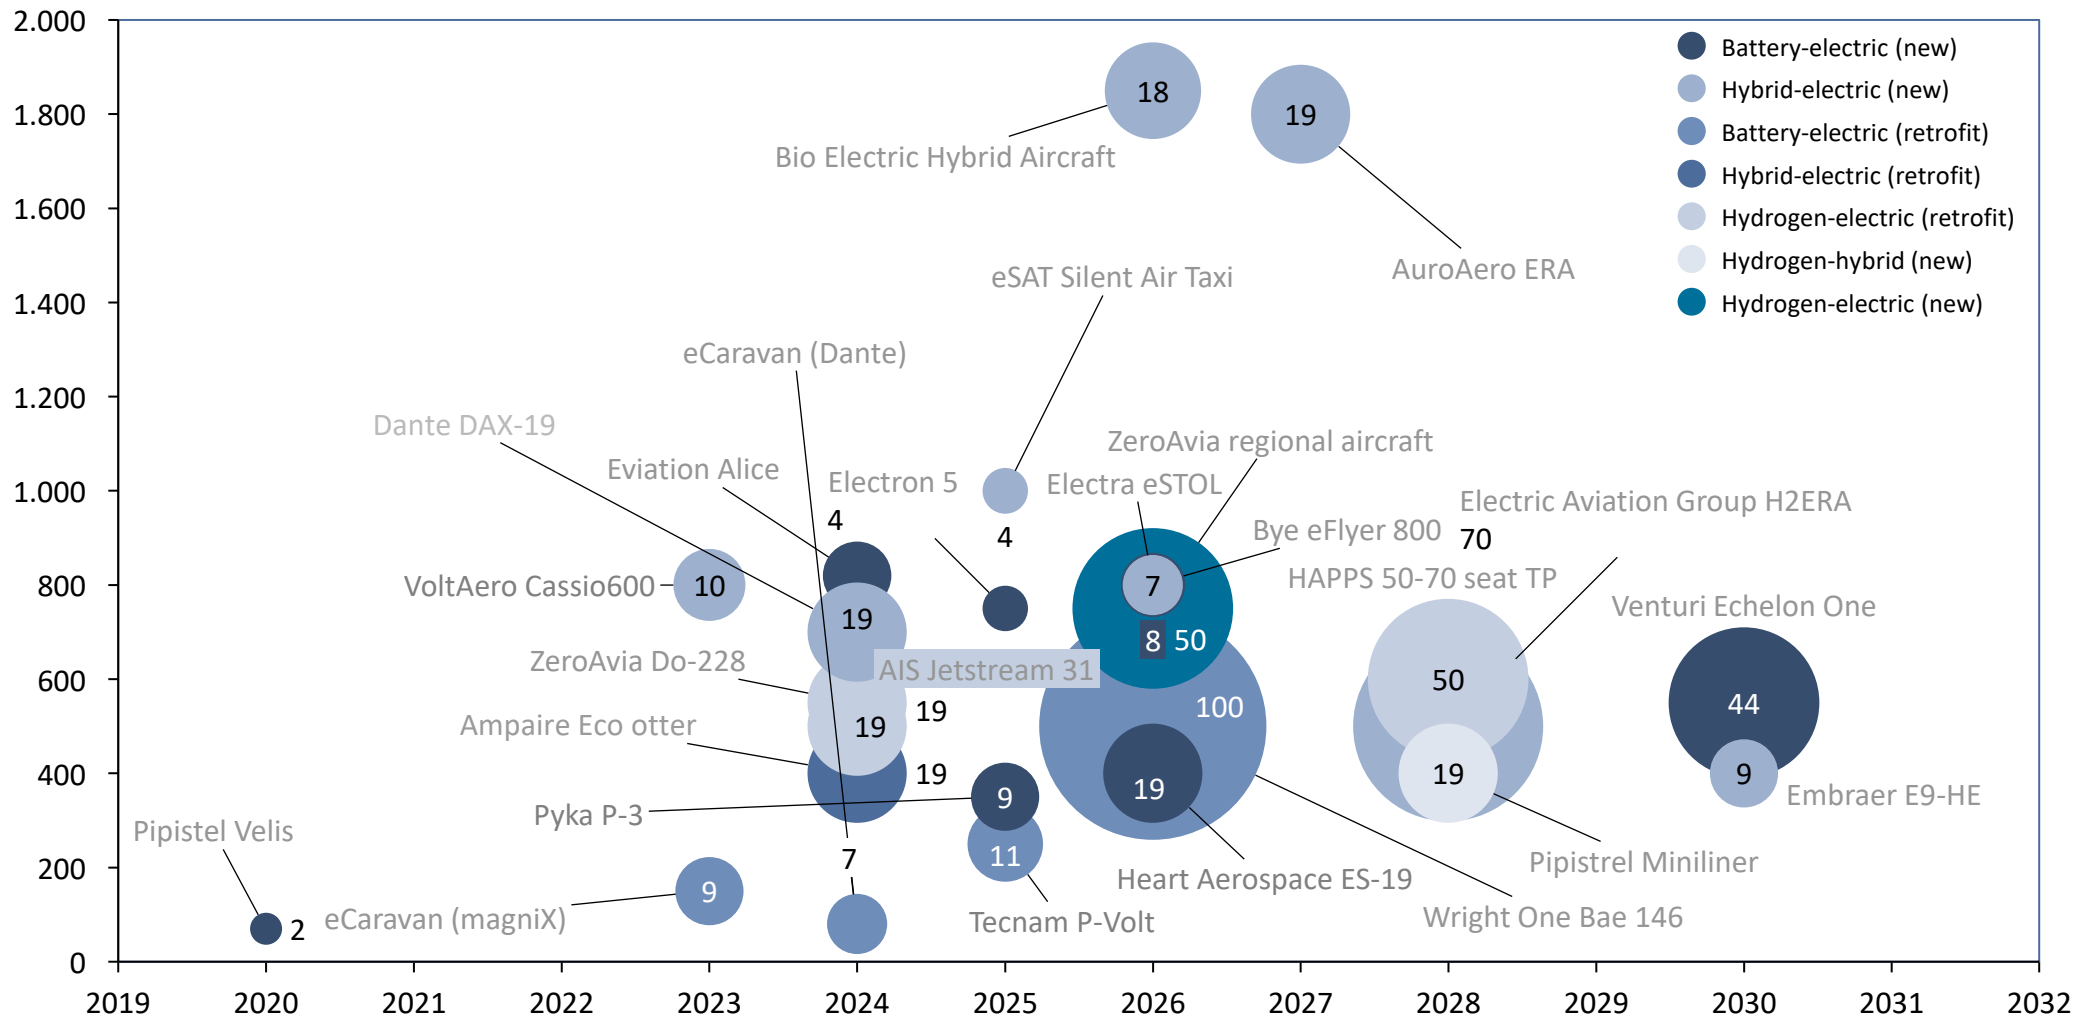 2.000
1.800
1.600
1.400
1.200
1.000
800
600
400
200
0
2019
2020
2021
2022
2023
2024
2025
2026
2027
2028
2029
2030
2031
2032
Battery-electric (new)
Hybrid-electric (new)
Battery-electric (retrofit)
Hybrid-electric (retrofit)
Hydrogen-electric (retrofit)
Hydrogen-hybrid (new)
Hydrogen-electric (new)
18
19
Bio Electric Hybrid Aircraft
AuroAero ERA
eSAT Silent Air Taxi
eCaravan (Dante)
Dante DAX-19
Eviation Alice
Electron 5
4
4
ZeroAvia regional aircraft
Electra eSTOL
Bye eFlyer 800
Electric Aviation Group H2ERA
70
HAPPS 50-70 seat TP
Venturi Echelon One
VoltAero Cassio600
10
19
7
8
50
ZeroAvia Do-228
AIS Jetstream 31
50
44
Ampaire Eco otter
19
19
100
19
9
19
19
9
Embraer E9-HE
Pyka P-3
Pipistel Velis
7
11
Heart Aerospace ES-19
Pipistrel Miniliner
2
eCaravan (magniX)
9
Tecnam P-Volt
Wright One Bae 146